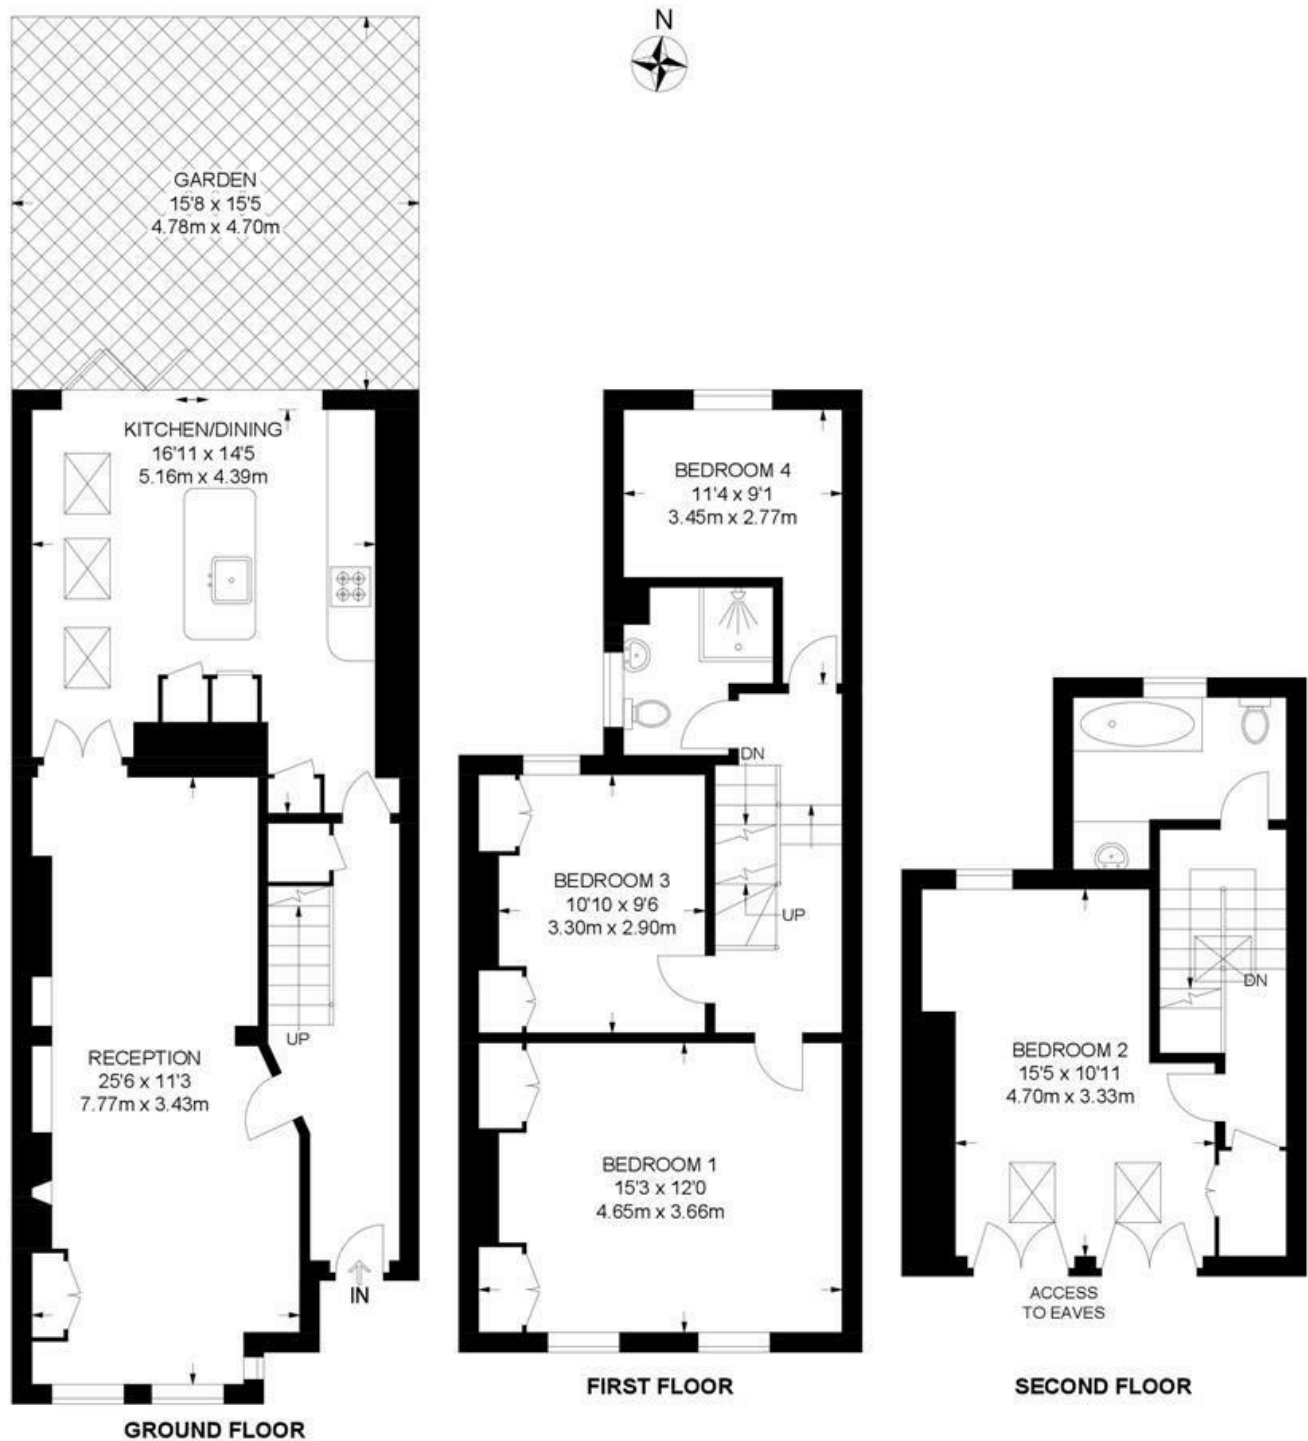 N
GARDEN
15'8 x 15'5
4.78m x 4.70m
KITCHEN/DINING
16'11 x 14'5
5.16m x 4.39m
UP
RECEPTION
25'6 x 11'3
7.77m x 3.43m
IN
GROUND FLOOR
BEDROOM 4
11'4 x 9'1
3.45m x 2.77m
DN
BEDROOM 3
10'10 x 9'6
3.30m x 2.90m
UP
BEDROOM 1
15'3 x 12'0
4.65m x 3.66m
FIRST FLOOR
DN
BEDROOM 2
15'5 x 10'11
4.70m x 3.33m
ACCESS
TO EAVES
SECOND FLOOR